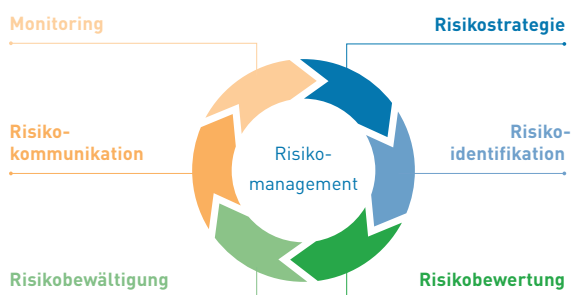 Monitoring
Risikostrategie
Risiko-
kommunikation
Risiko-
management
Risiko-
identifikation
Risikobewältigung
Risikobewertung